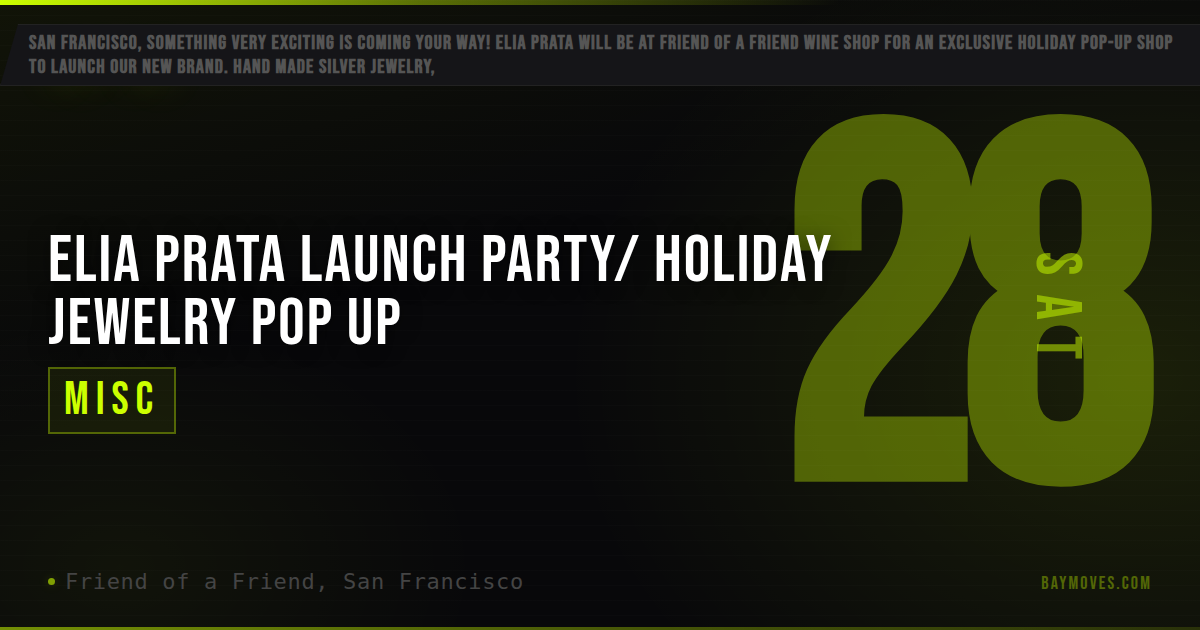 SAN FRANCISCO, SOMETHING VERY EXCITING IS COMING YOUR WAY! ELIA PRATA WILL BE AT FRIEND OF A FRIEND WINE SHOP FOR AN EXCLUSIVE HOLIDAY POP-UP SHOP
TO LAUNCH OUR NEW BRAND. HAND MADE SILVER JEWELRY,
28
SAT
ELIA PRATA LAUNCH PARTY/ HOLIDAY
JEWELRY POP UP
MISC
Friend of a Friend, San Francisco
BAYMOVES.COM